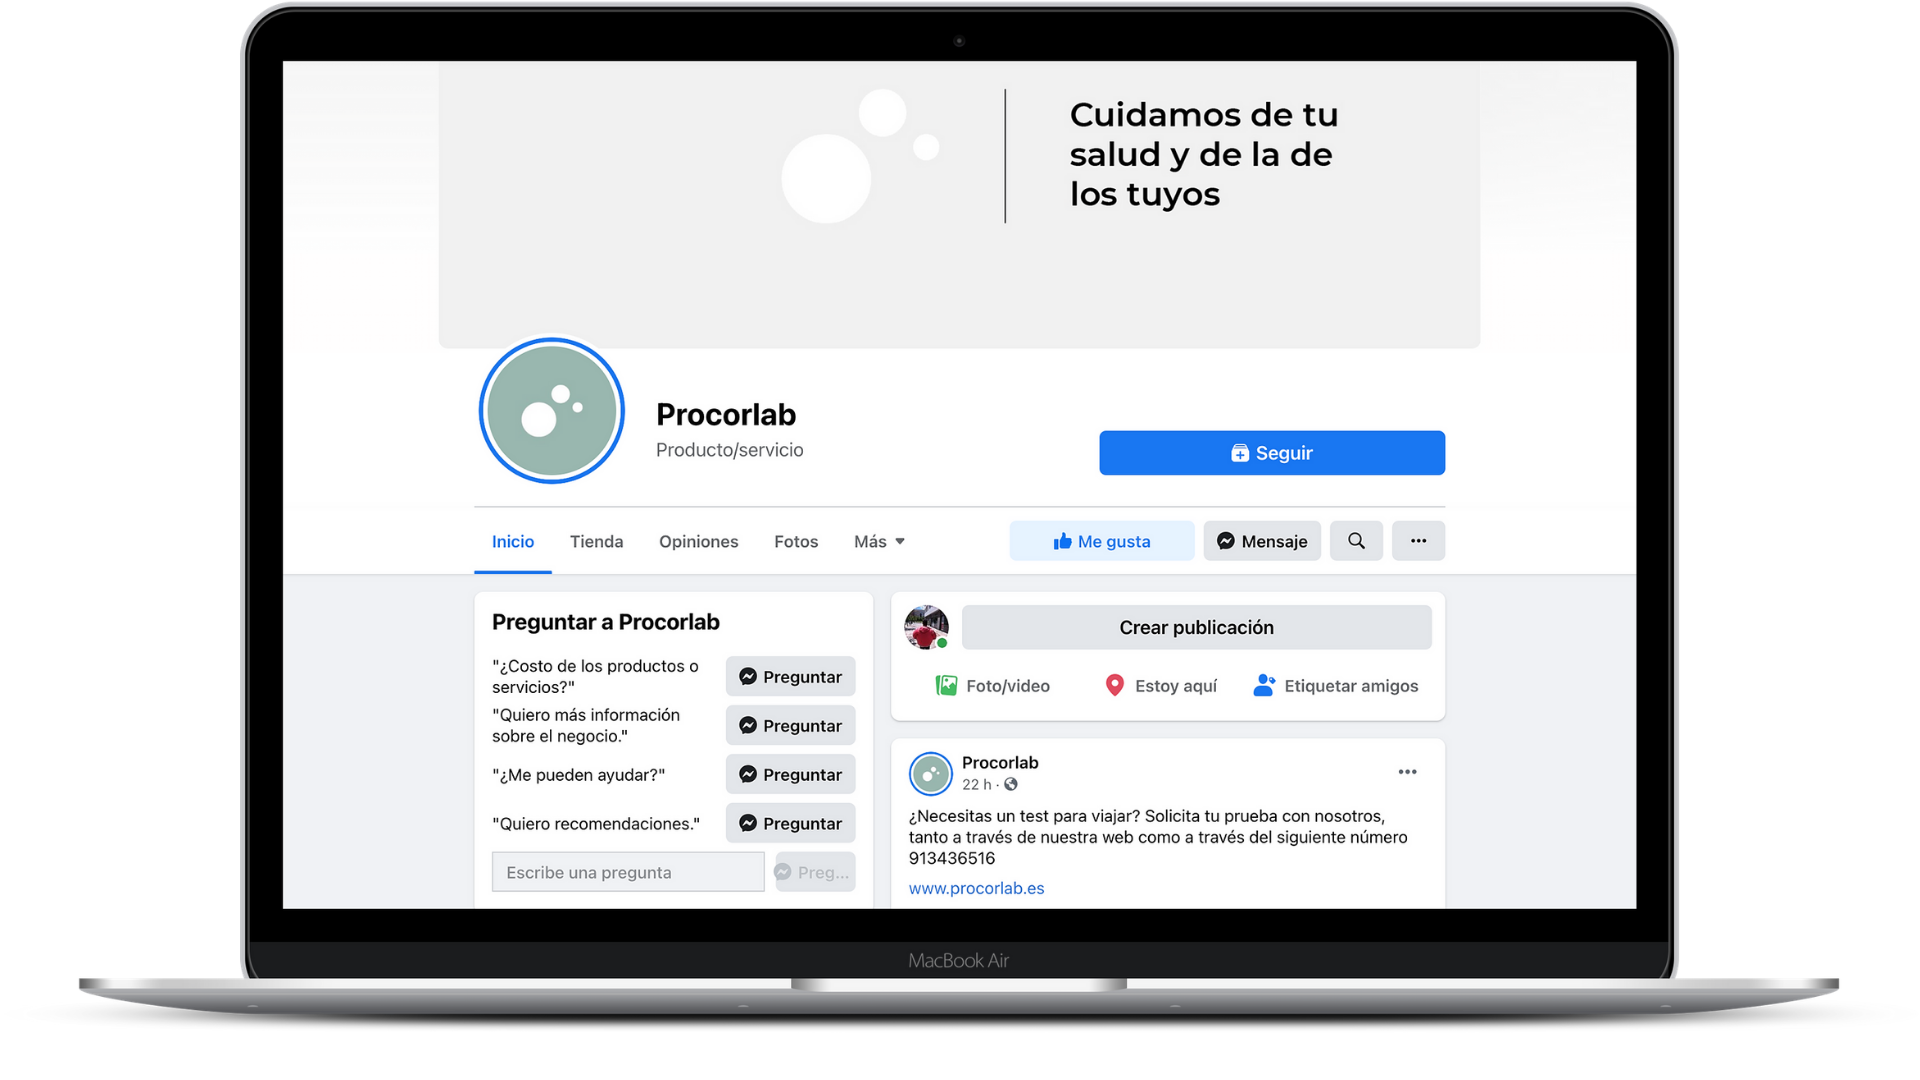 Cuidamos de tu
salud y de la de
los tuyos
Procorlab
Producto/servicio
Seguir
Inicio
Tienda
Opiniones
Fotos
Más
Me gusta
Mensaje
Preguntar a Procorlab
"¿Costo de los productos o
servicios?"
Preguntar
"Quiero más información
sobre el negocio."
Preguntar
"¿Me pueden ayudar?"
Preguntar
"Quiero recomendaciones."
Preguntar
Escribe una pregunta
Preg...
Crear publicación
Foto/video
Estoy aquí
Etiquetar amigos
Procorlab
22 h ·
¿Necesitas un test para viajar? Solicita tu prueba con nosotros,
tanto a través de nuestra web como a través del siguiente número
913436516
www.procorlab.es
MacBook Air